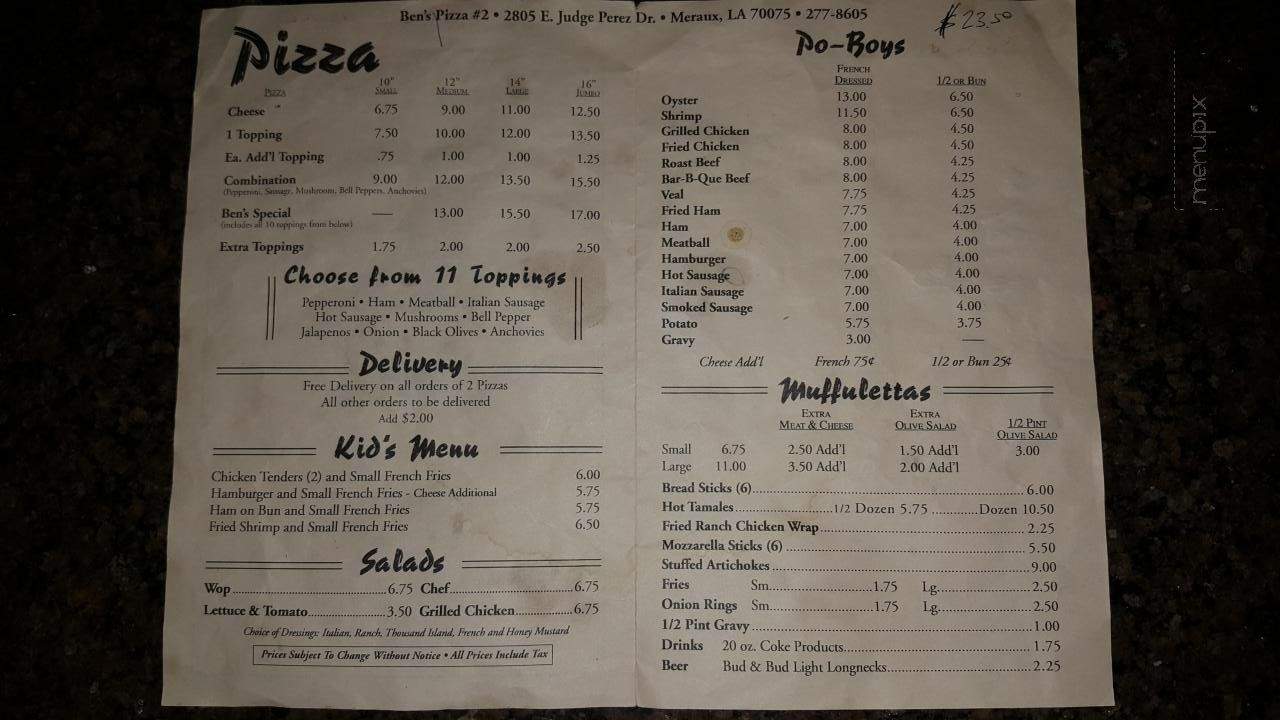 Ben's Pizza #2 • 2805 E. Judge Perez Dr. • Meraux, LA 70075 • 277-8605
$ 23.50
Pizza
10" 12" 14" 16"
Pizza Small Medium Large Jumbo
Cheese 6.75 9.00 11.00 12.50
1 Topping 7.50 10.00 12.00 13.50
Ea. Add'l Topping .75 1.00 1.00 1.25
Combination 9.00 12.00 13.50 15.50
(Pepperoni, Sausage, Mushroom, Bell Peppers, Anchovies)
Ben's Special — 13.00 15.50 17.00
(includes all 10 toppings from below)
Extra Toppings 1.75 2.00 2.00 2.50
Choose from 11 Toppings
Pepperoni • Ham • Meatball • Italian Sausage
Hot Sausage • Mushrooms • Bell Pepper
Jalapenos • Onion • Black Olives • Anchovies
Delivery
Free Delivery on all orders of 2 Pizzas
All other orders to be delivered
Add $2.00
Kid's Menu
Chicken Tenders (2) and Small French Fries 6.00
Hamburger and Small French Fries - Cheese Additional 5.75
Ham on Bun and Small French Fries 5.75
Fried Shrimp and Small French Fries 6.50
Salads
Wop 6.75 Chef 6.75
Lettuce & Tomato 3.50 Grilled Chicken 6.75
Choice of Dressings: Italian, Ranch, Thousand Island, French and Honey Mustard
Prices Subject To Change Without Notice • All Prices Include Tax
Po-Boys
French
Dressed 1/2 or Bun
Oyster 13.00 6.50
Shrimp 11.50 6.50
Grilled Chicken 8.00 4.50
Fried Chicken 8.00 4.50
Roast Beef 8.00 4.25
Bar-B-Que Beef 8.00 4.25
Veal 7.75 4.25
Fried Ham 7.75 4.25
Ham 7.00 4.00
Meatball 7.00 4.00
Hamburger 7.00 4.00
Hot Sausage 7.00 4.00
Italian Sausage 7.00 4.00
Smoked Sausage 7.00 4.00
Potato 5.75 3.75
Gravy 3.00 —
Cheese Add'l French 75¢ 1/2 or Bun 25¢
Muffulettas
Extra Extra 1/2 Pint
Meat & Cheese Olive Salad Olive Salad
Small 6.75 2.50 Add'l 1.50 Add'l 3.00
Large 11.00 3.50 Add'l 2.00 Add'l
Bread Sticks (6) 6.00
Hot Tamales 1/2 Dozen 5.75 Dozen 10.50
Fried Ranch Chicken Wrap 2.25
Mozzarella Sticks (6) 5.50
Stuffed Artichokes 9.00
Fries Sm. 1.75 Lg. 2.50
Onion Rings Sm. 1.75 Lg. 2.50
1/2 Pint Gravy 1.00
Drinks 20 oz. Coke Products 1.75
Beer Bud & Bud Light Longnecks 2.25
menupix